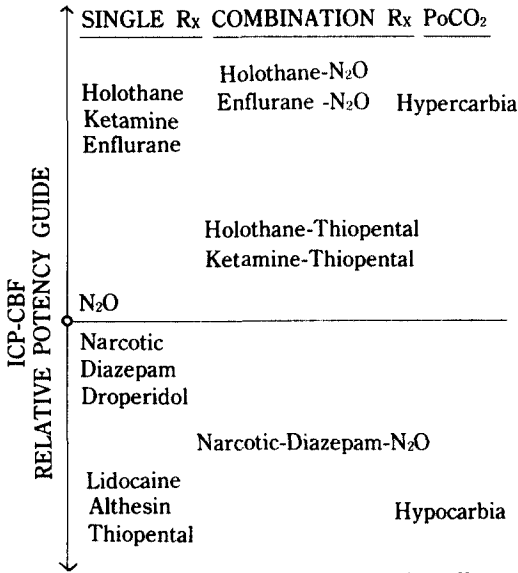 SINGLE Rx COMBINATION Rx PoCO₂
Holothane-N₂O
Enflurane -N₂O
Hypercarbia
Holothane
Ketamine
Enflurane
Holothane-Thiopental
Ketamine-Thiopental
N₂O
Narcotic
Diazepam
Droperidol
Narcotic-Diazepam-N₂O
Lidocaine
Althesin
Thiopental
Hypocarbia
ICP-CBF
RELATIVE POTENCY GUIDE